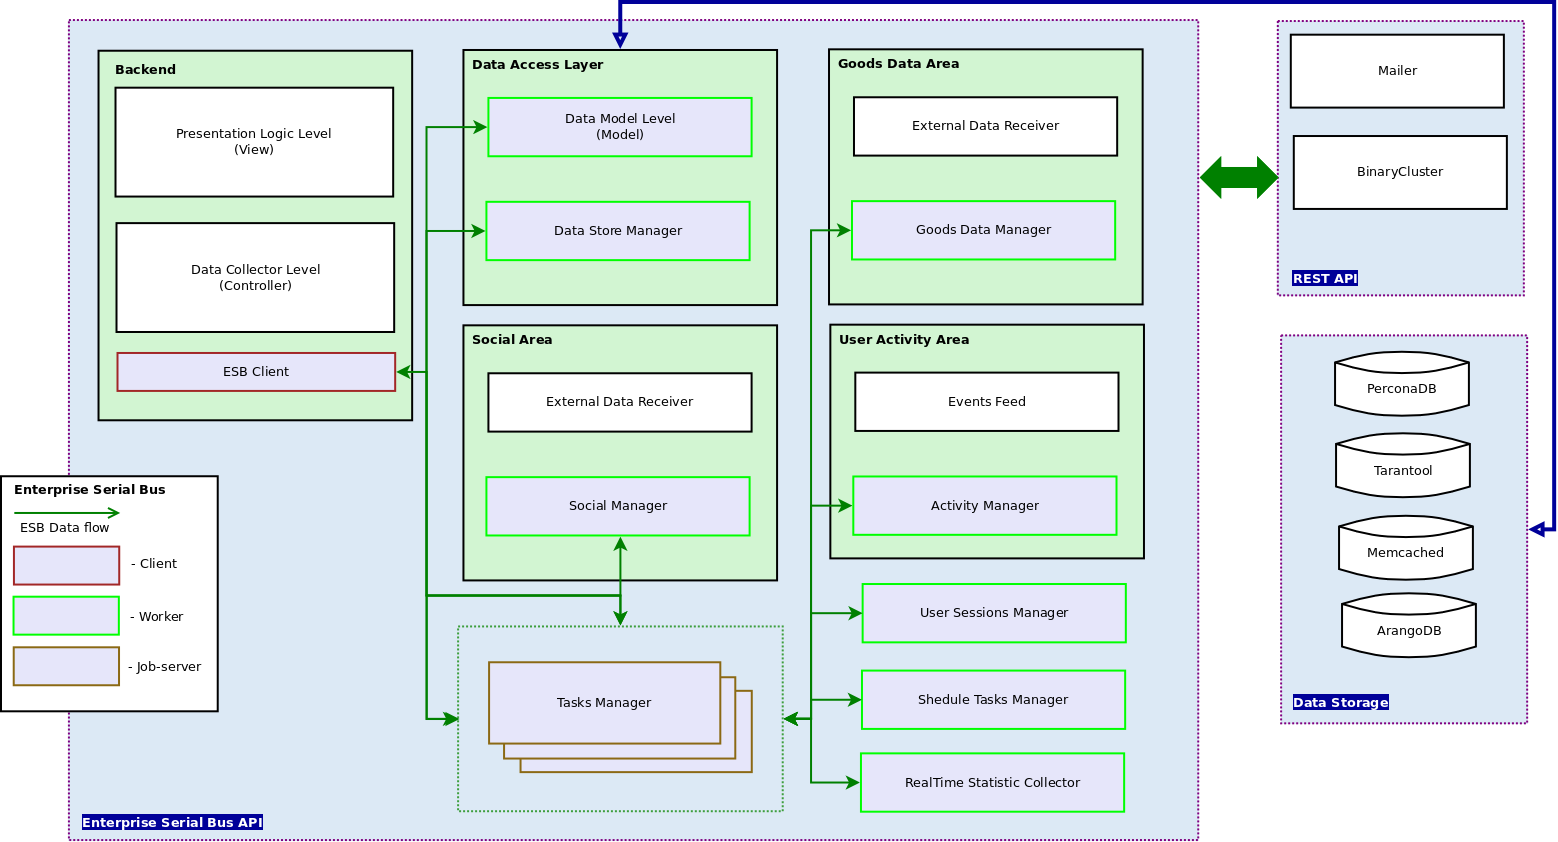 Backend
Presentation Logic Level
(View)
Data Collector Level
(Controller)
ESB Client
Data Access Layer
Data Model Level
(Model)
Data Store Manager
Goods Data Area
External Data Receiver
Goods Data Manager
Social Area
External Data Receiver
Social Manager
User Activity Area
Events Feed
Activity Manager
User Sessions Manager
Shedule Tasks Manager
RealTime Statistic Collector
Tasks Manager
Enterprise Serial Bus
ESB Data flow
- Client
- Worker
- Job-server
Enterprise Serial Bus API
Mailer
BinaryCluster
REST API
PerconaDB
Tarantool
Memcached
ArangoDB
Data Storage